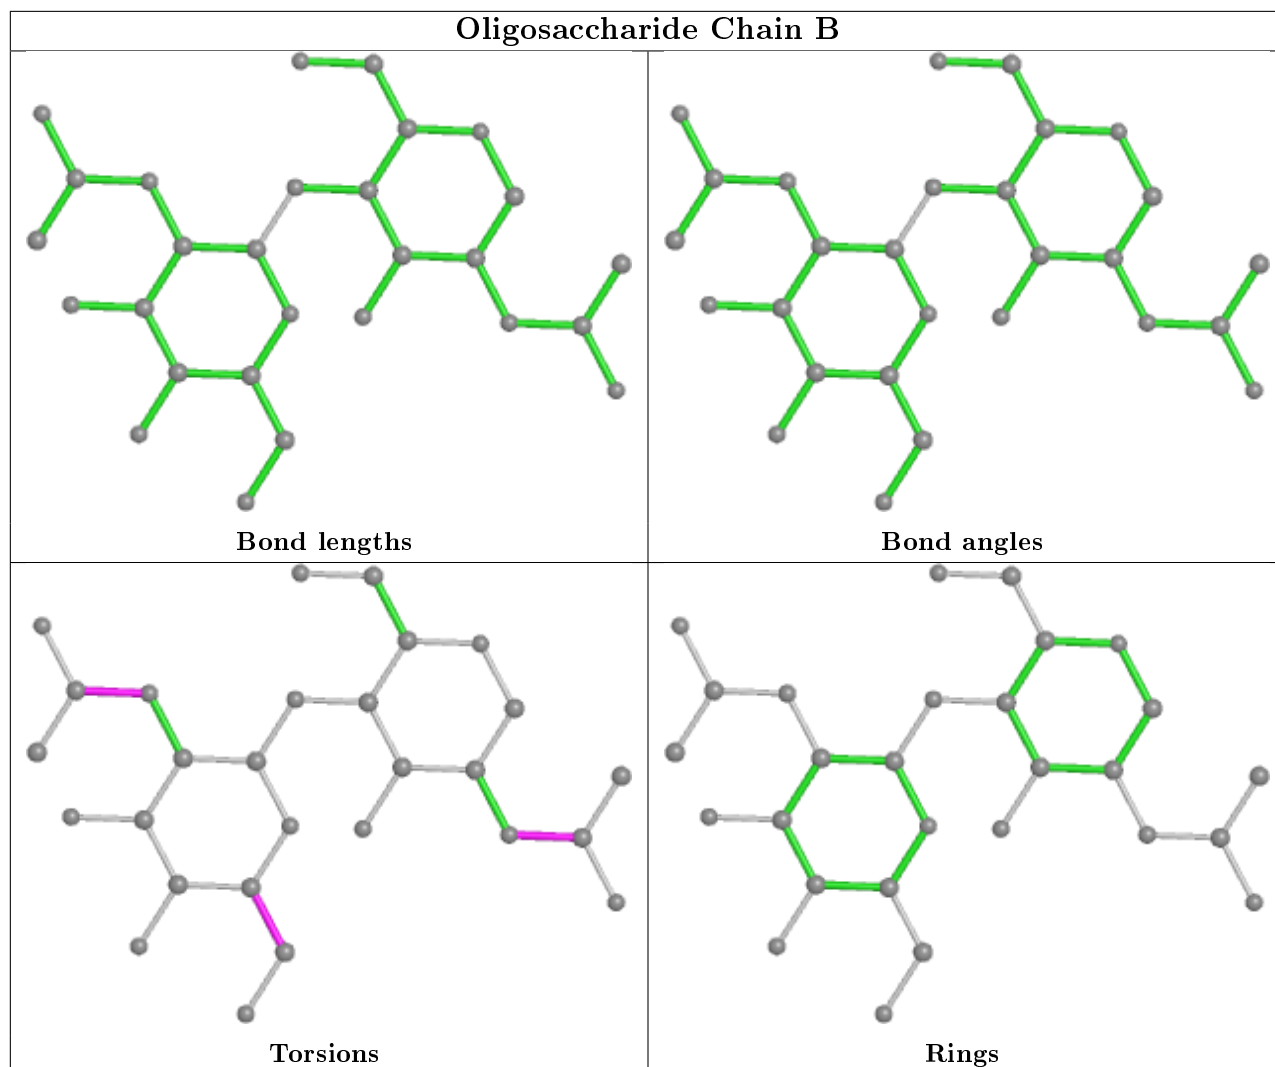 Oligosaccharide Chain B
Bond lengths
Bond angles
Torsions
Rings